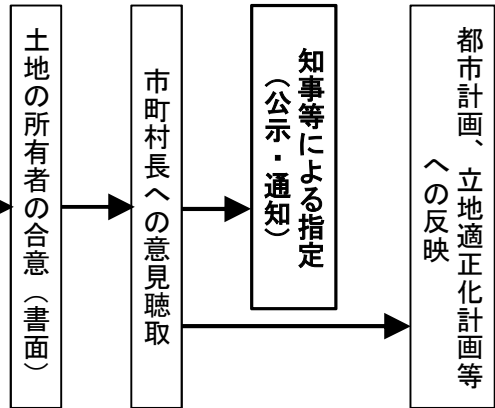 土地の所有者の合意（書面）
市町村長への意見聴取
知事等による指定
（公示・通知）
都市計画、立地適正化計画等
への反映